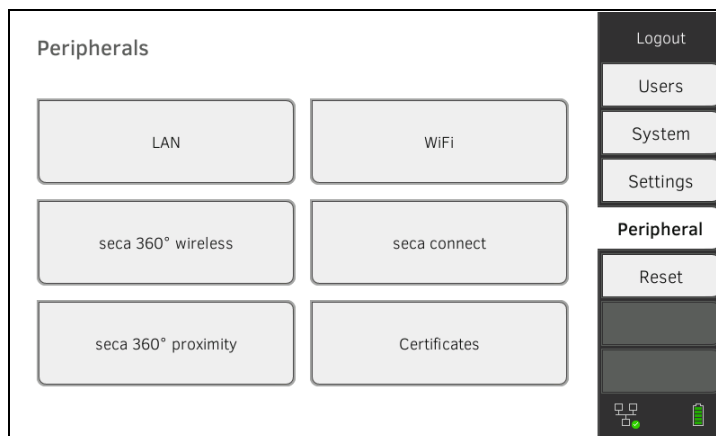 Peripherals
LAN
WiFi
seca 360° wireless
seca connect
seca 360° proximity
Certificates
Logout
Users
System
Settings
Peripheral
Reset